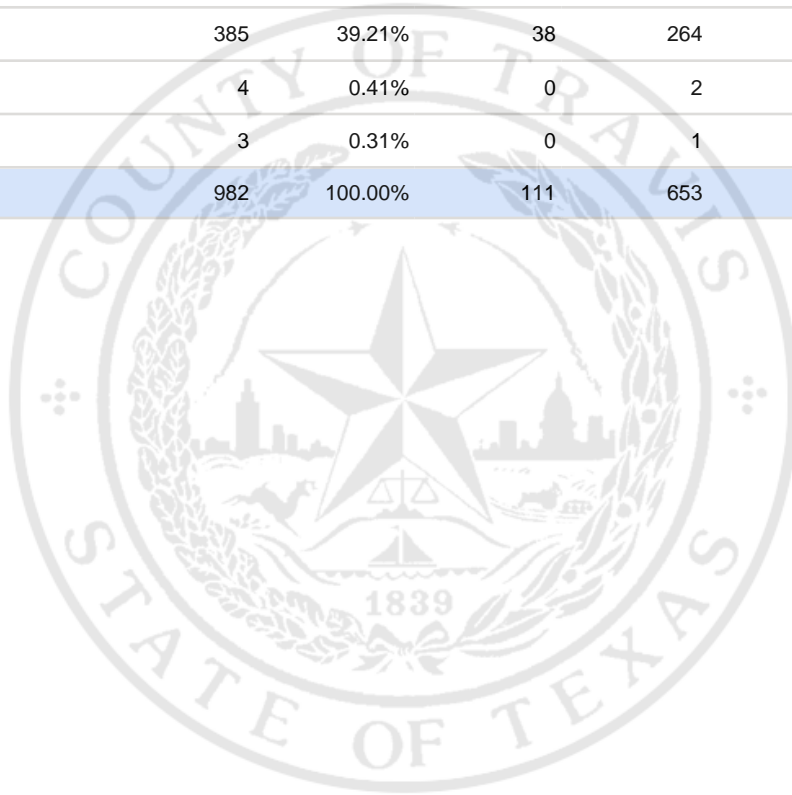 385 39.21% 38 264
4 0.41% 0 2
3 0.31% 0 1
982 100.00% 111 653
COUNTY OF TRAVIS
1839
STATE OF TEXAS